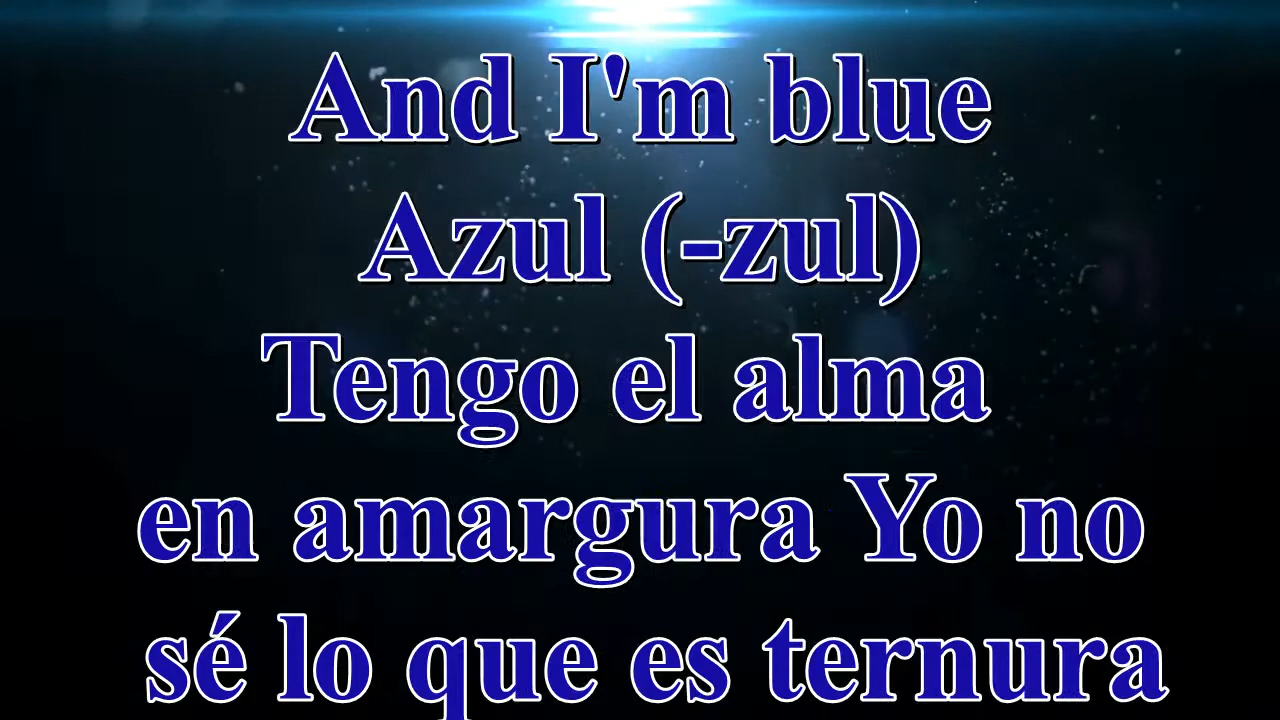 And I'm blue
Azul (-zul)
Tengo el alma
en amargura Yo no
sé lo que es ternura